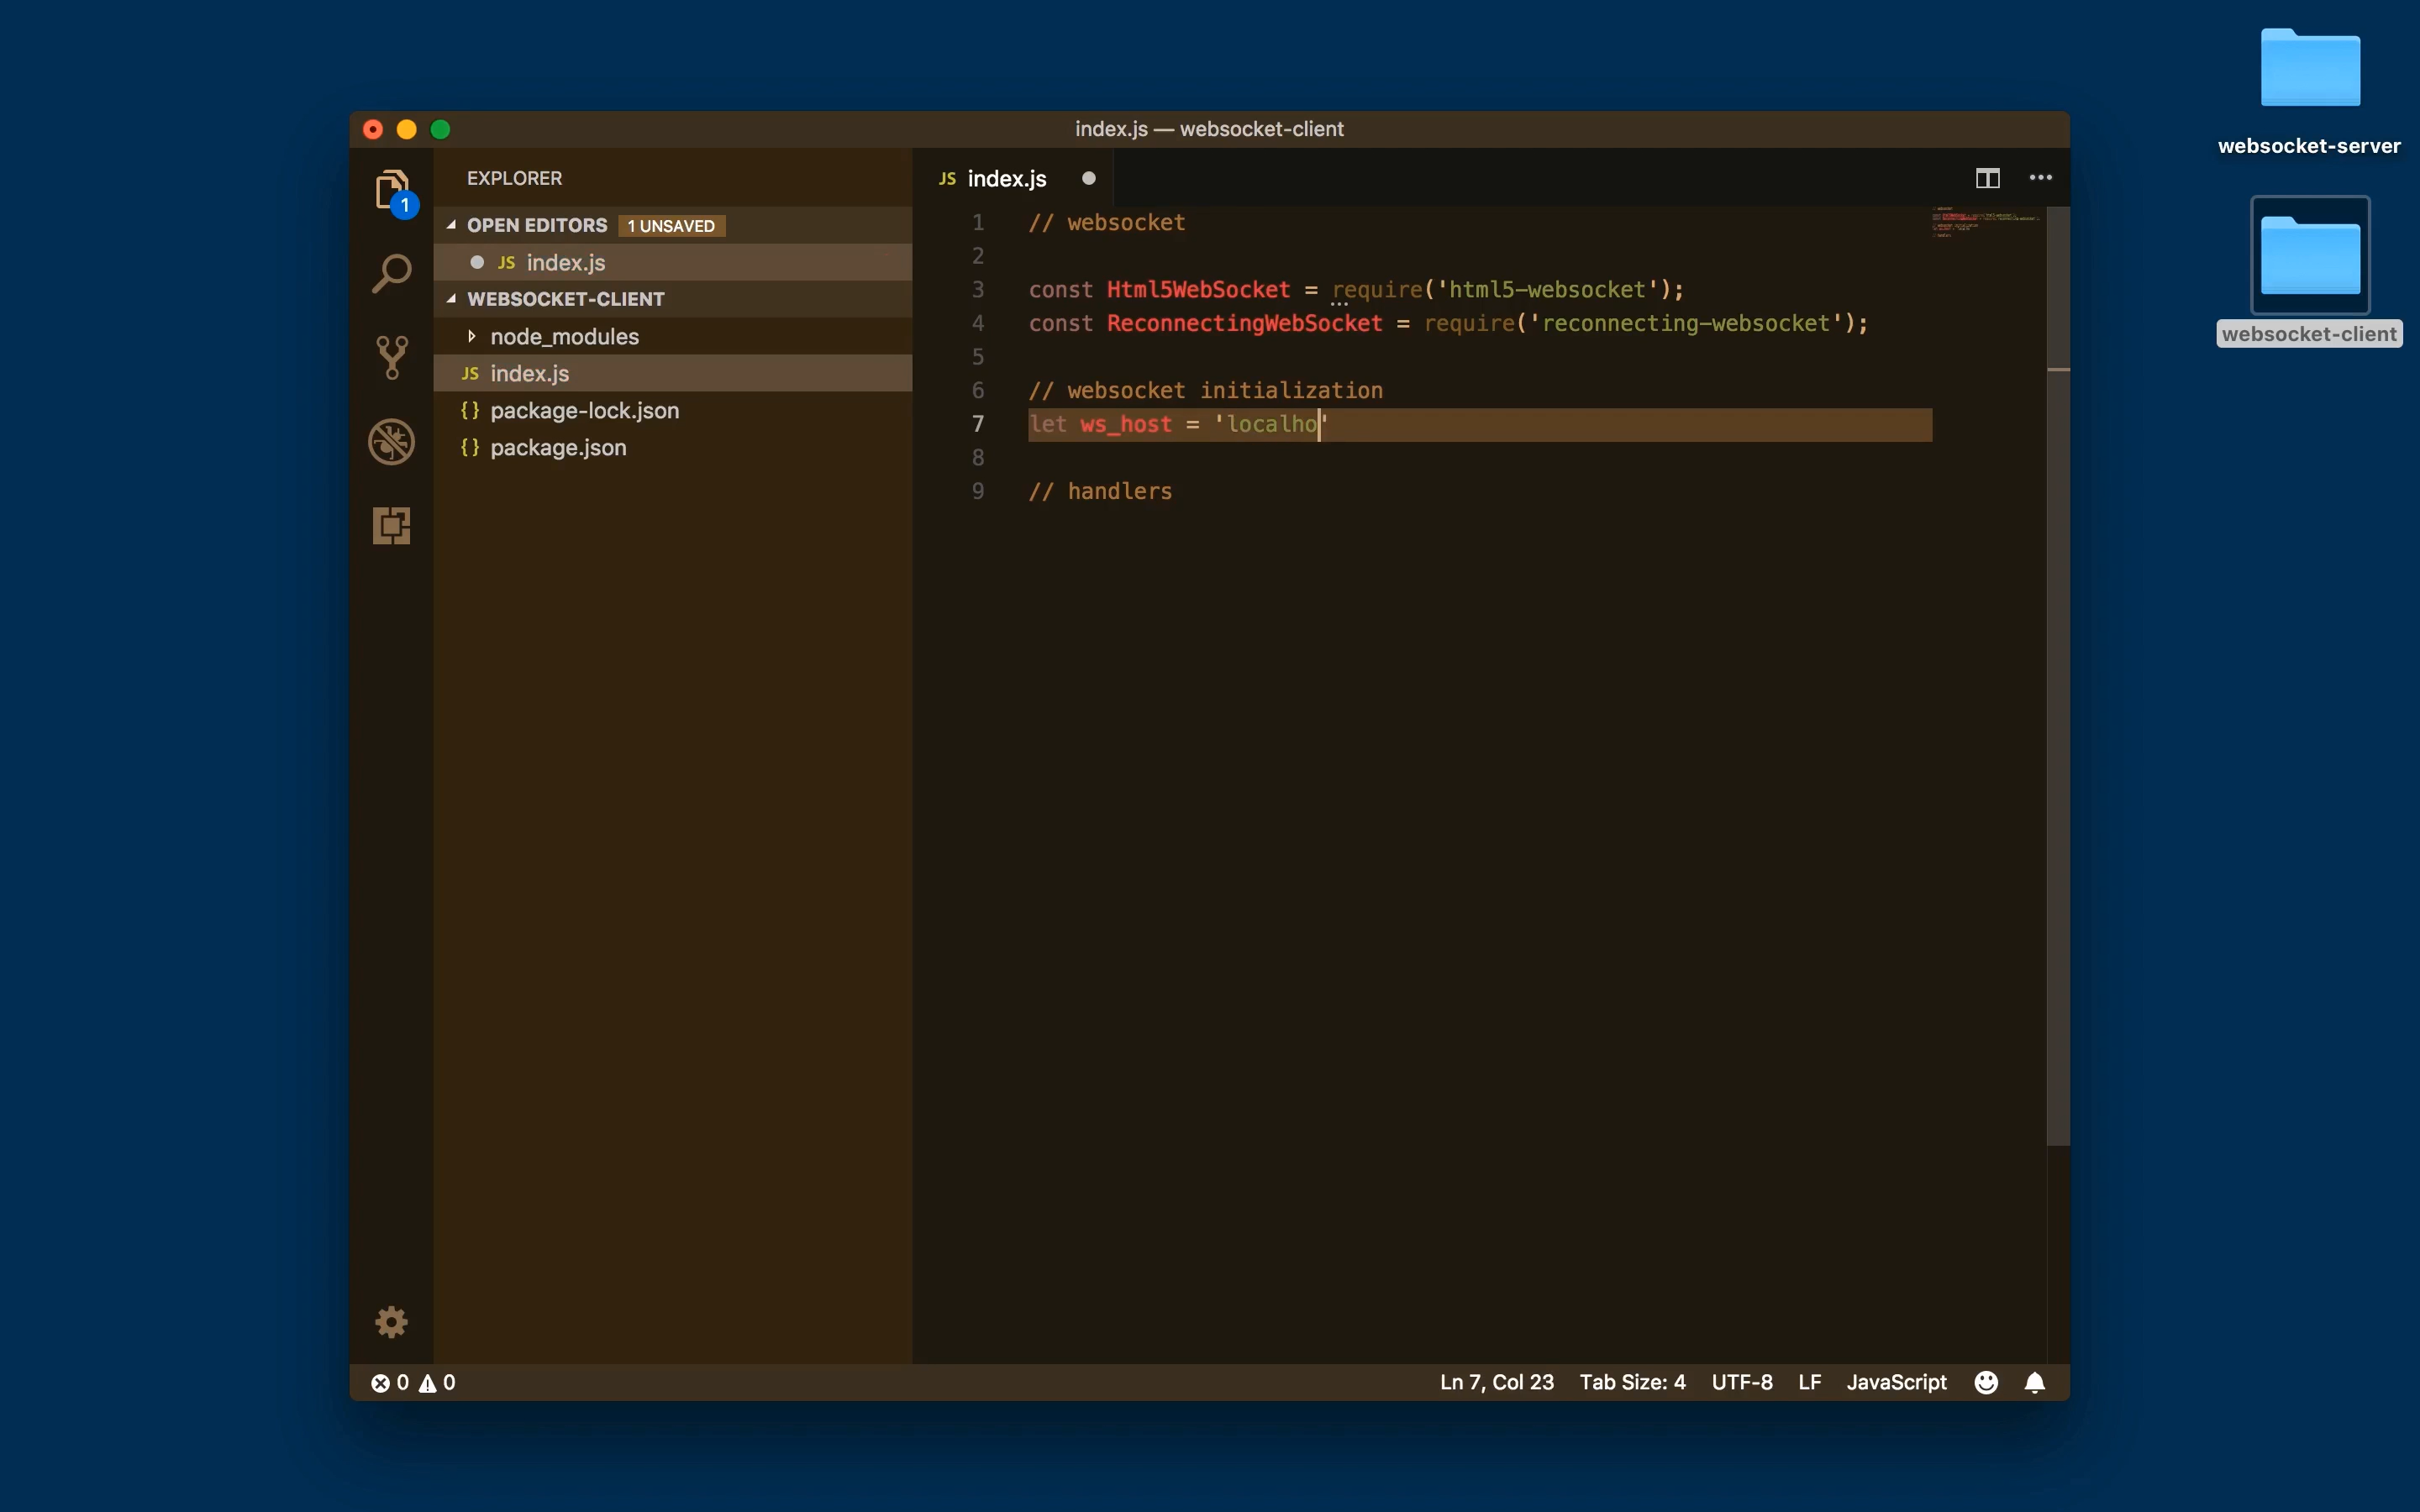 index.js — websocket-client
websocket-server
websocket-client
1
EXPLORER
OPEN EDITORS 1 UNSAVED
JS index.js
WEBSOCKET-CLIENT
node_modules
JS index.js
{} package-lock.json
{} package.json
JS index.js
1 // websocket
2
3 const Html5WebSocket = require('html5-websocket');
4 const ReconnectingWebSocket = require('reconnecting-websocket');
5
6 // websocket initialization
7 let ws_host = 'localho'
8
9 // handlers
0 0
Ln 7, Col 23 Tab Size: 4 UTF-8 LF JavaScript